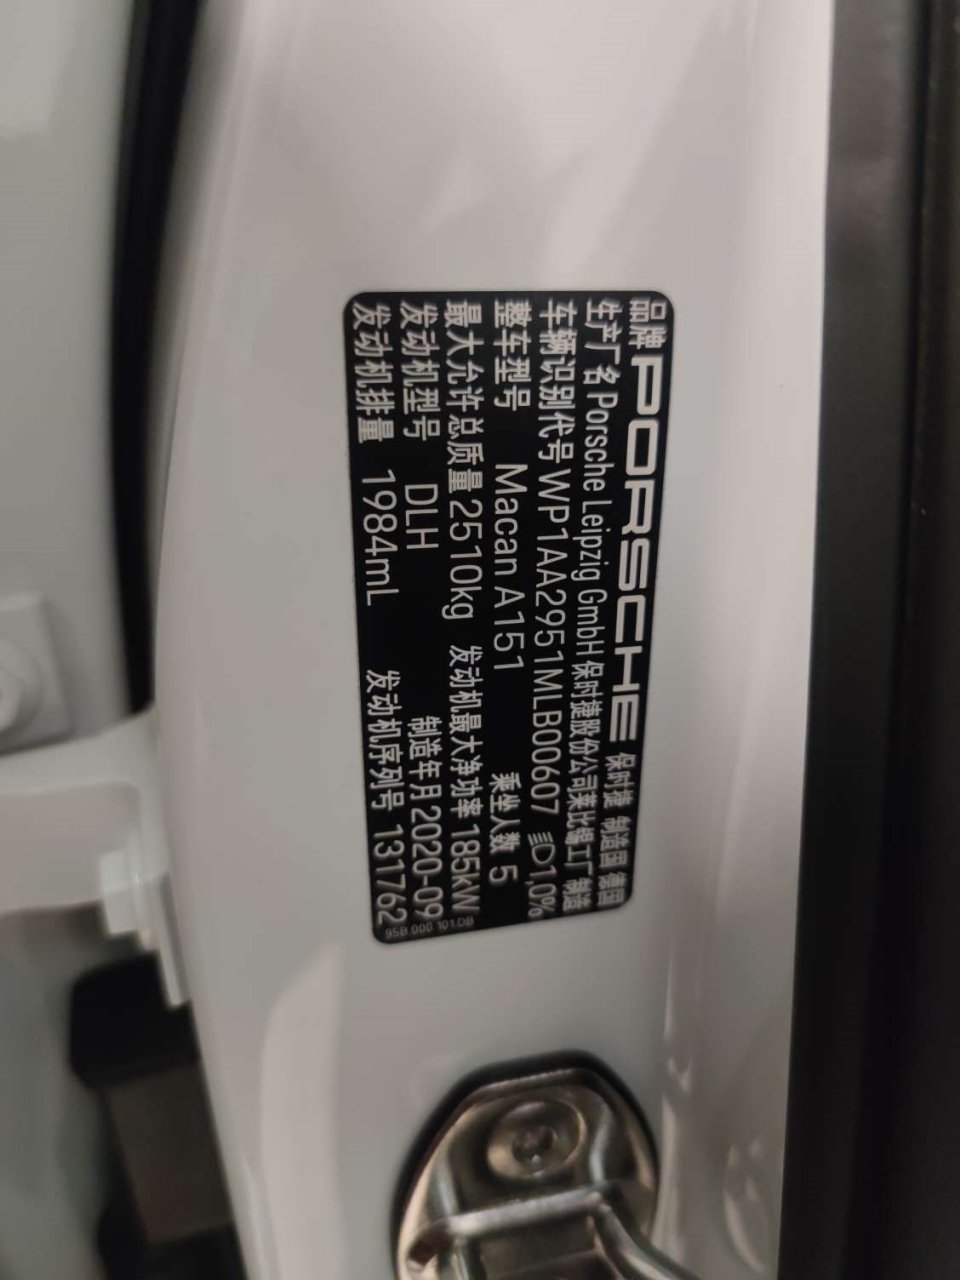 品牌 PORSCHE 保时捷 制造国 德国
生产厂名 Porsche Leipzig GmbH 保时捷股份公司莱比锡工厂 制造
车辆识别代号 WP1AA2951MLB00607 1,0%
整车型号 Macan A151 乘坐人数 5
最大允许总质量 2510kg 发动机最大净功率 185kW
发动机型号 DLH 制造年月 2020-09
发动机排量 1984mL 发动机序列号 131762
95B.000.101.DB